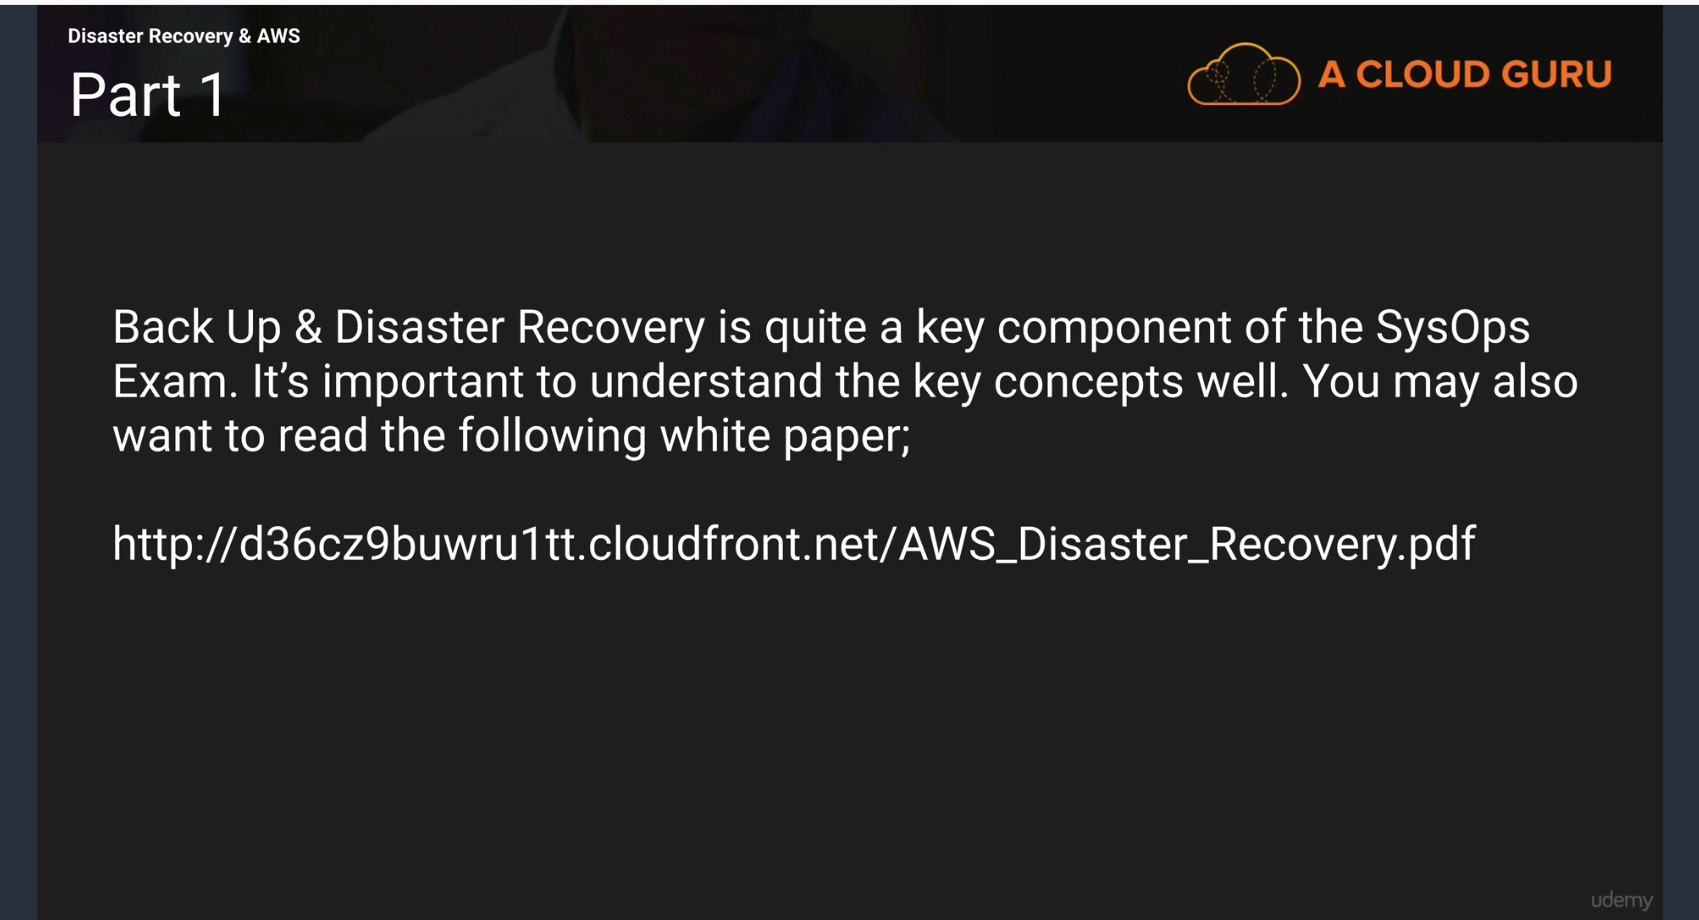 Disaster Recovery & AWS
Part 1
A CLOUD GURU
Back Up & Disaster Recovery is quite a key component of the SysOps
Exam. It’s important to understand the key concepts well. You may also
want to read the following white paper;
http://d36cz9buwru1tt.cloudfront.net/AWS_Disaster_Recovery.pdf
udemy